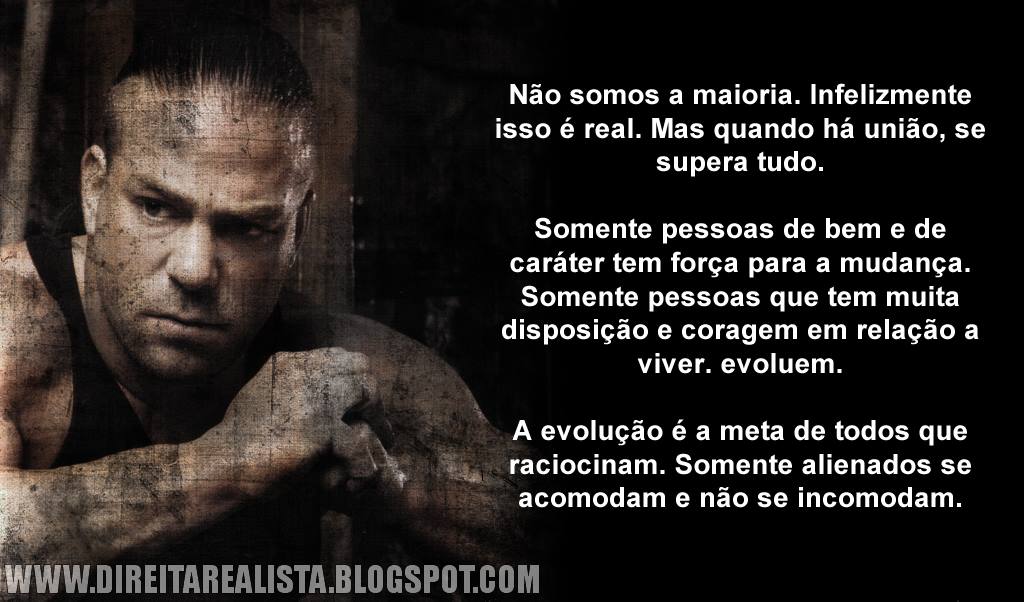 Não somos a maioria. Infelizmente
isso é real. Mas quando há união, se
supera tudo.
Somente pessoas de bem e de
caráter tem força para a mudança.
Somente pessoas que tem muita
disposição e coragem em relação a
viver. evoluem.
A evolução é a meta de todos que
raciocinam. Somente alienados se
acomodam e não se incomodam.
WWW.DIREITAREALISTA.BLOGSPOT.COM